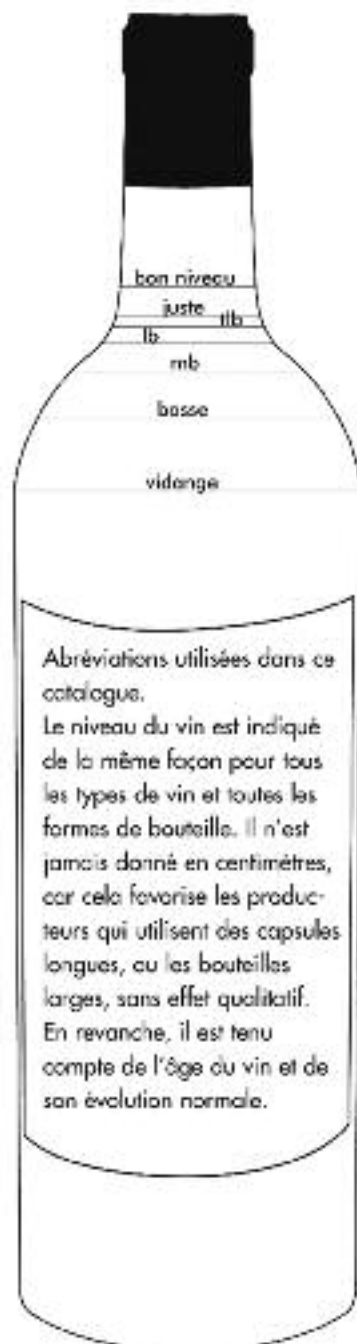 bon niveau
juste
tlb
lb
mb
basse
vidange
Abréviations utilisées dans ce
catalogue.
Le niveau du vin est indiqué
de la même façon pour tous
les types de vin et toutes les
formes de bouteille. Il n'est
jamais donné en centimètres,
car cela favorise les produc-
teurs qui utilisent des capsules
longues, ou les bouteilles
larges, sans effet qualitatif.
En revanche, il est tenu
compte de l'âge du vin et de
son évolution normale.